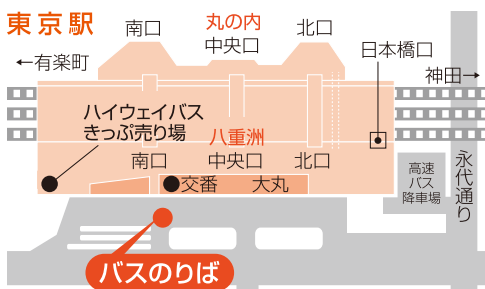 東京駅
南口
丸の内
中央口
北口
日本橋口
←有楽町
神田→
ハイウェイバス
きっぷ売り場
八重洲
南口
中央口
北口
交番
大丸
高速
バス
降車場
永代通り
バスのりば